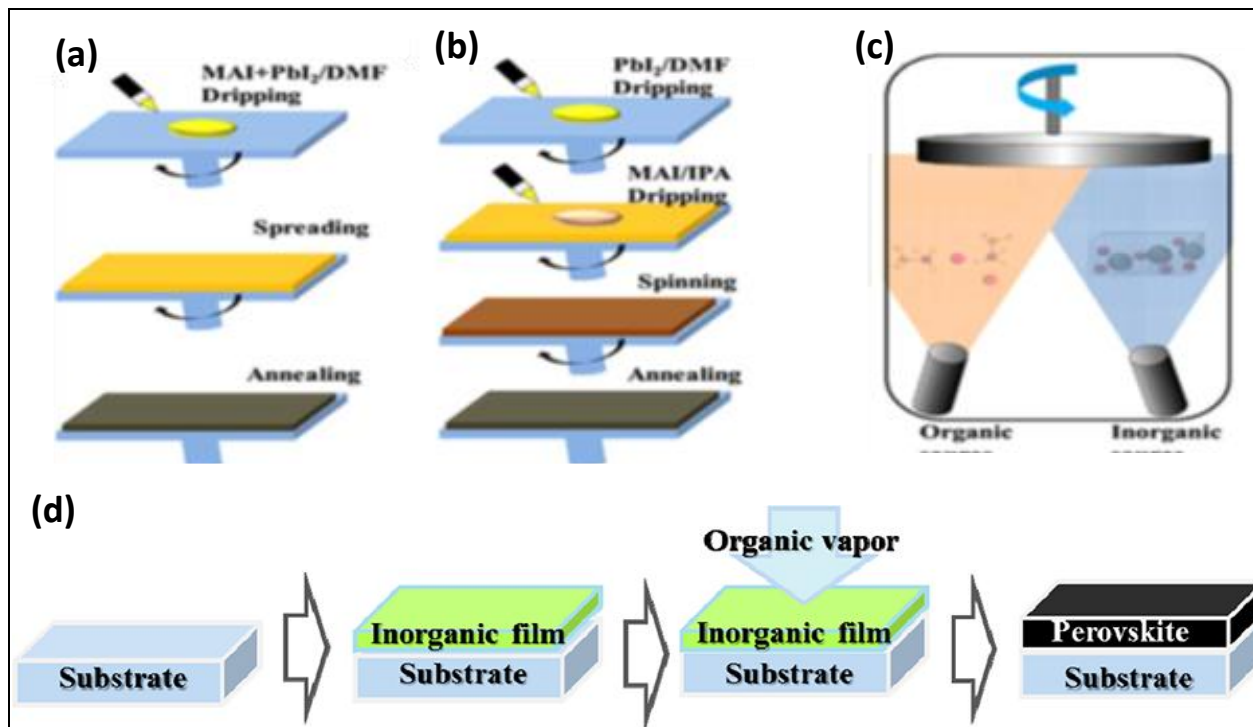 (a)
MAI+PbI₂/DMF
Dripping
Spreading
Annealing
(b)
PbI₂/DMF
Dripping
MAI/IPA
Dripping
Spinning
Annealing
(c)
Organic
Inorganic
(d)
Substrate
Inorganic film
Substrate
Organic vapor
Inorganic film
Substrate
Perovskite
Substrate